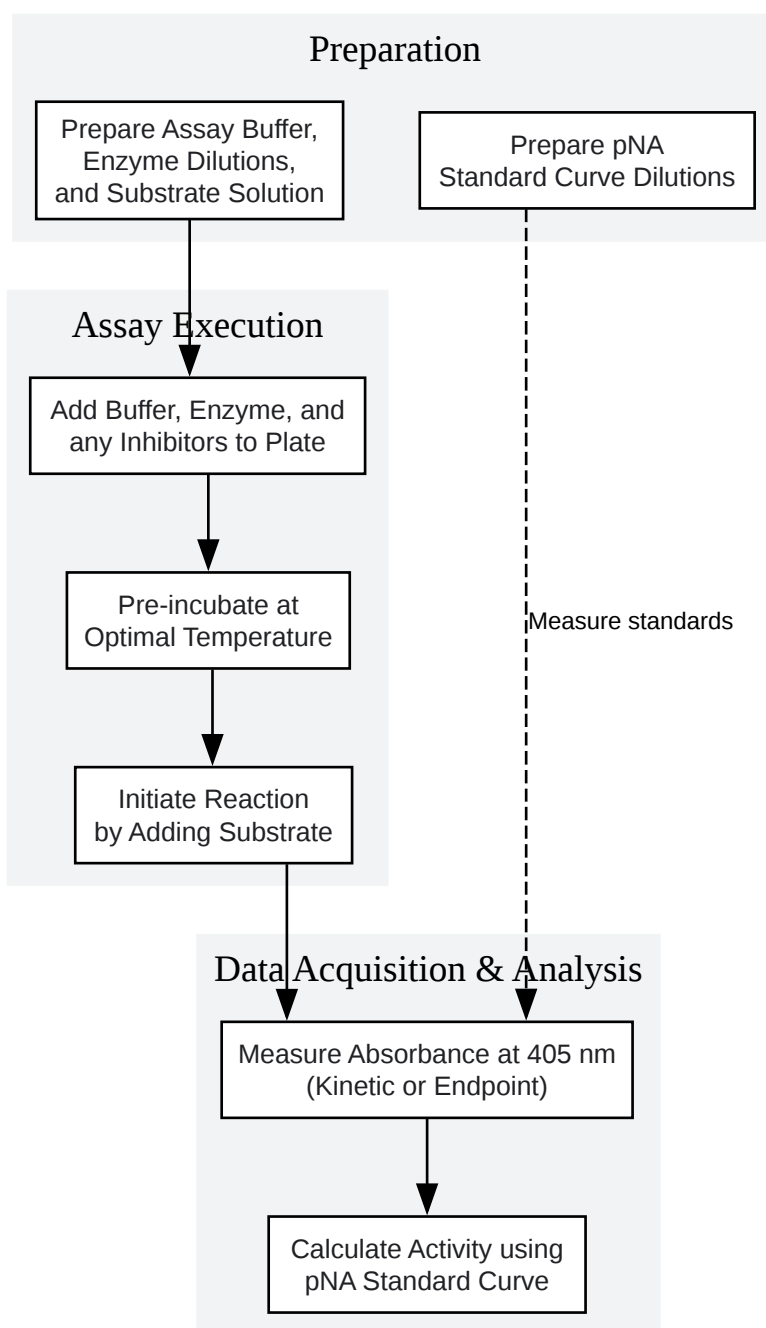 Preparation
Prepare Assay Buffer,
Enzyme Dilutions,
and Substrate Solution
Prepare pNA
Standard Curve Dilutions
Assay Execution
Add Buffer, Enzyme, and
any Inhibitors to Plate
Pre-incubate at
Optimal Temperature
Measure standards
Initiate Reaction
by Adding Substrate
Data Acquisition & Analysis
Measure Absorbance at 405 nm
(Kinetic or Endpoint)
Calculate Activity using
pNA Standard Curve